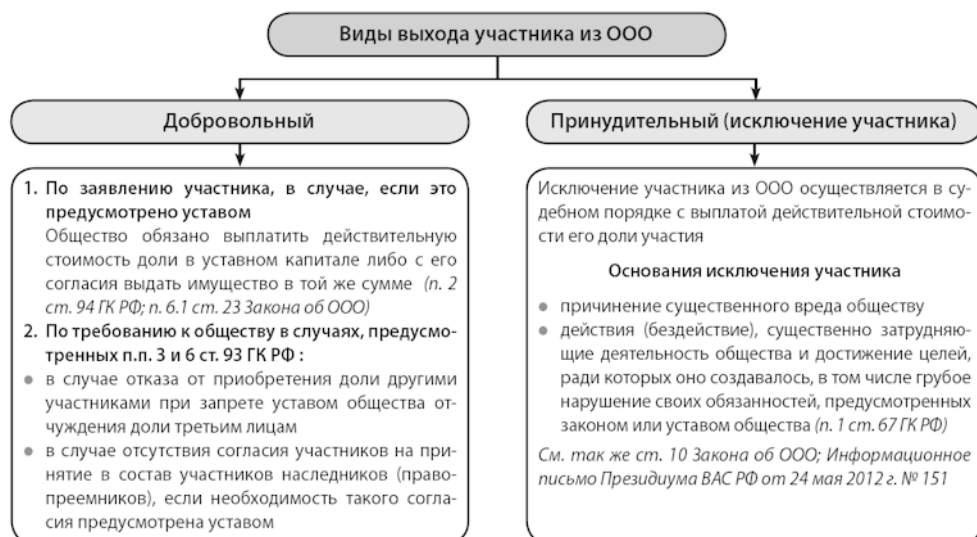 Виды выхода участника из ООО
Добровольный
1. По заявлению участника, в случае, если это
предусмотрено уставом
Общество обязано выплатить действительную
стоимость доли в уставном капитале либо с его
согласия выдать имущество в той же сумме (п. 2
ст. 94 ГК РФ; п. 6.1 ст. 23 Закона об ООО)
2. По требованию к обществу в случаях, предусмо-
тренных п.п. 3 и 6 ст. 93 ГК РФ :
• в случае отказа от приобретения доли другими
участниками при запрете уставом общества от-
чуждения доли третьим лицам
• в случае отсутствия согласия участников на при-
нятие в состав участников наследников (право-
преемников), если необходимость такого согла-
сия предусмотрена уставом
Принудительный (исключение участника)
Исключение участника из ООО осуществляется в су-
дебном порядке с выплатой действительной стоимо-
сти его доли участия
Основания исключения участника
• причинение существенного вреда обществу
• действия (бездействие), существенно затрудняю-
щие деятельность общества и достижение целей,
ради которых оно создавалось, в том числе грубое
нарушение своих обязанностей, предусмотренных
законом или уставом общества (п. 1 ст. 67 ГК РФ)
См. так же ст. 10 Закона об ООО; Информационное
письмо Президиума ВАС РФ от 24 мая 2012 г. № 151